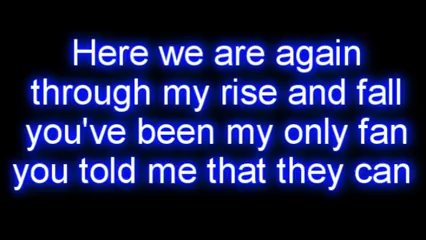 Here we are again
through my rise and fall
you've been my only fan
you told me that they can